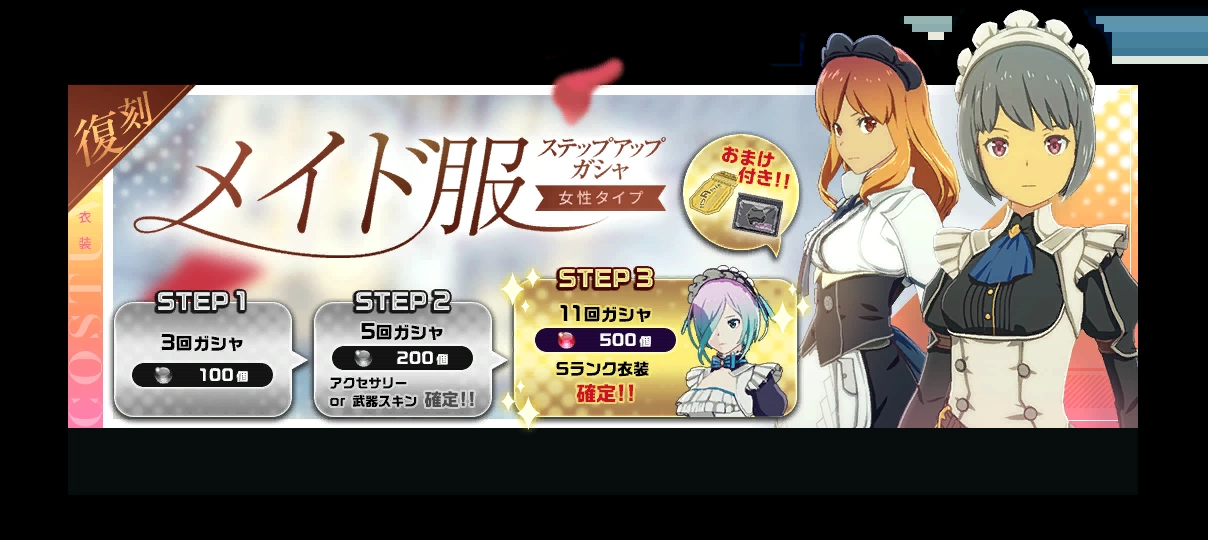 復刻
衣装
COSTU
メイド服
ステップアップ
ガシャ
女性タイプ
おまけ
付き!!
STEP 1
3回ガシャ
100個
STEP 2
5回ガシャ
200個
アクセサリー
or 武器スキン 確定!!
STEP 3
11回ガシャ
500個
Sランク衣装
確定!!